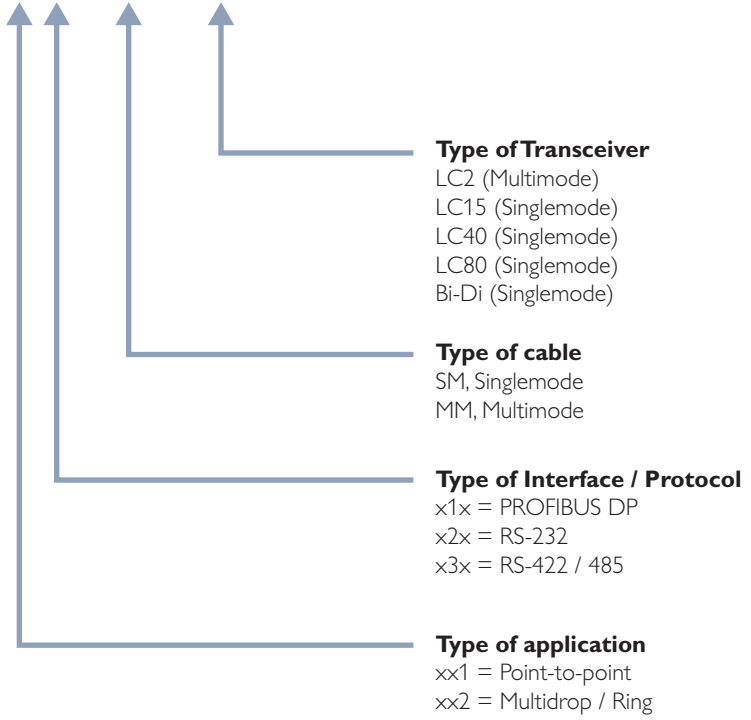 Type of Transceiver
LC2 (Multimode)
LC15 (Singlemode)
LC40 (Singlemode)
LC80 (Singlemode)
Bi-Di (Singlemode)
Type of cable
SM, Singlemode
MM, Multimode
Type of Interface / Protocol
x1x = PROFIBUS DP
x2x = RS-232
x3x = RS-422 / 485
Type of application
xx1 = Point-to-point
xx2 = Multidrop / Ring